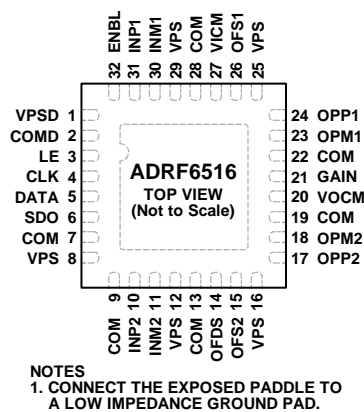 32 ENBL
31 INP1
30 INM1
29 VPS
28 COM
27 VICM
26 OFS1
25 VPS
VPSD 1
COMD 2
LE 3
CLK 4
DATA 5
SDO 6
COM 7
VPS 8
ADRF6516
TOP VIEW
(Not to Scale)
24 OPP1
23 OPM1
22 COM
21 GAIN
20 VOCM
19 COM
18 OPM2
17 OPP2
COM 9
INP2 10
INM2 11
VPS 12
COM 13
OFDS 14
OFS2 15
VPS 16
NOTES
1. CONNECT THE EXPOSED PADDLE TO
A LOW IMPEDANCE GROUND PAD.